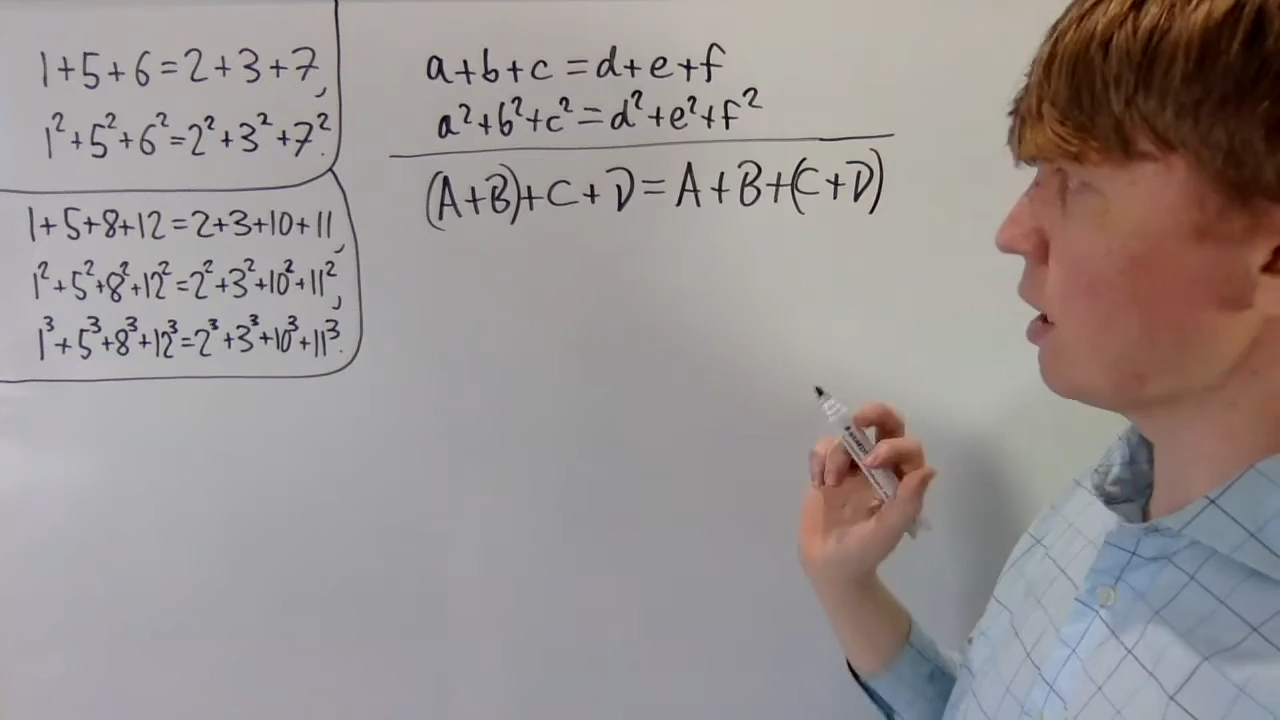 1+5+6=2+3+7,
1²+5²+6²=2²+3²+7².
1+5+8+12=2+3+10+11,
1²+5²+8²+12²=2²+3²+10²+11²,
1³+5³+8³+12³=2³+3³+10³+11³.
a+b+c=d+e+f
a²+b²+c²=d²+e²+f²
(A+B)+C+D=A+B+(C+D)